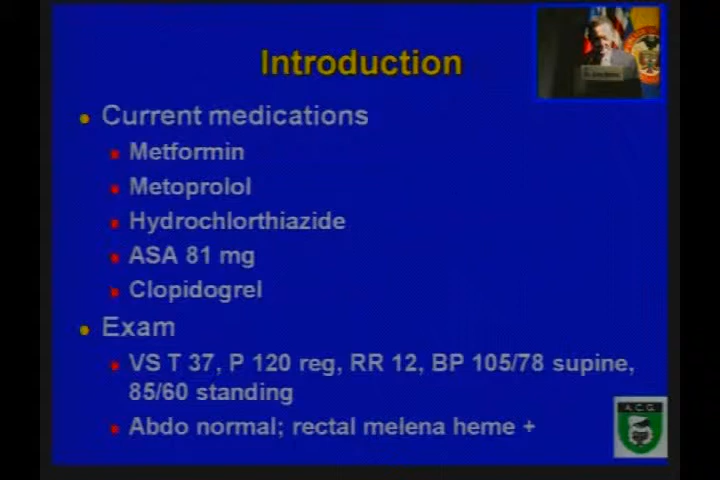 Introduction
Current medications
Metformin
Metoprolol
Hydrochlorthiazide
ASA 81 mg
Clopidogrel
Exam
VS T 37, P 120 reg, RR 12, BP 105/78 supine,
85/60 standing
Abdo normal; rectal melena heme +
A.C.G.